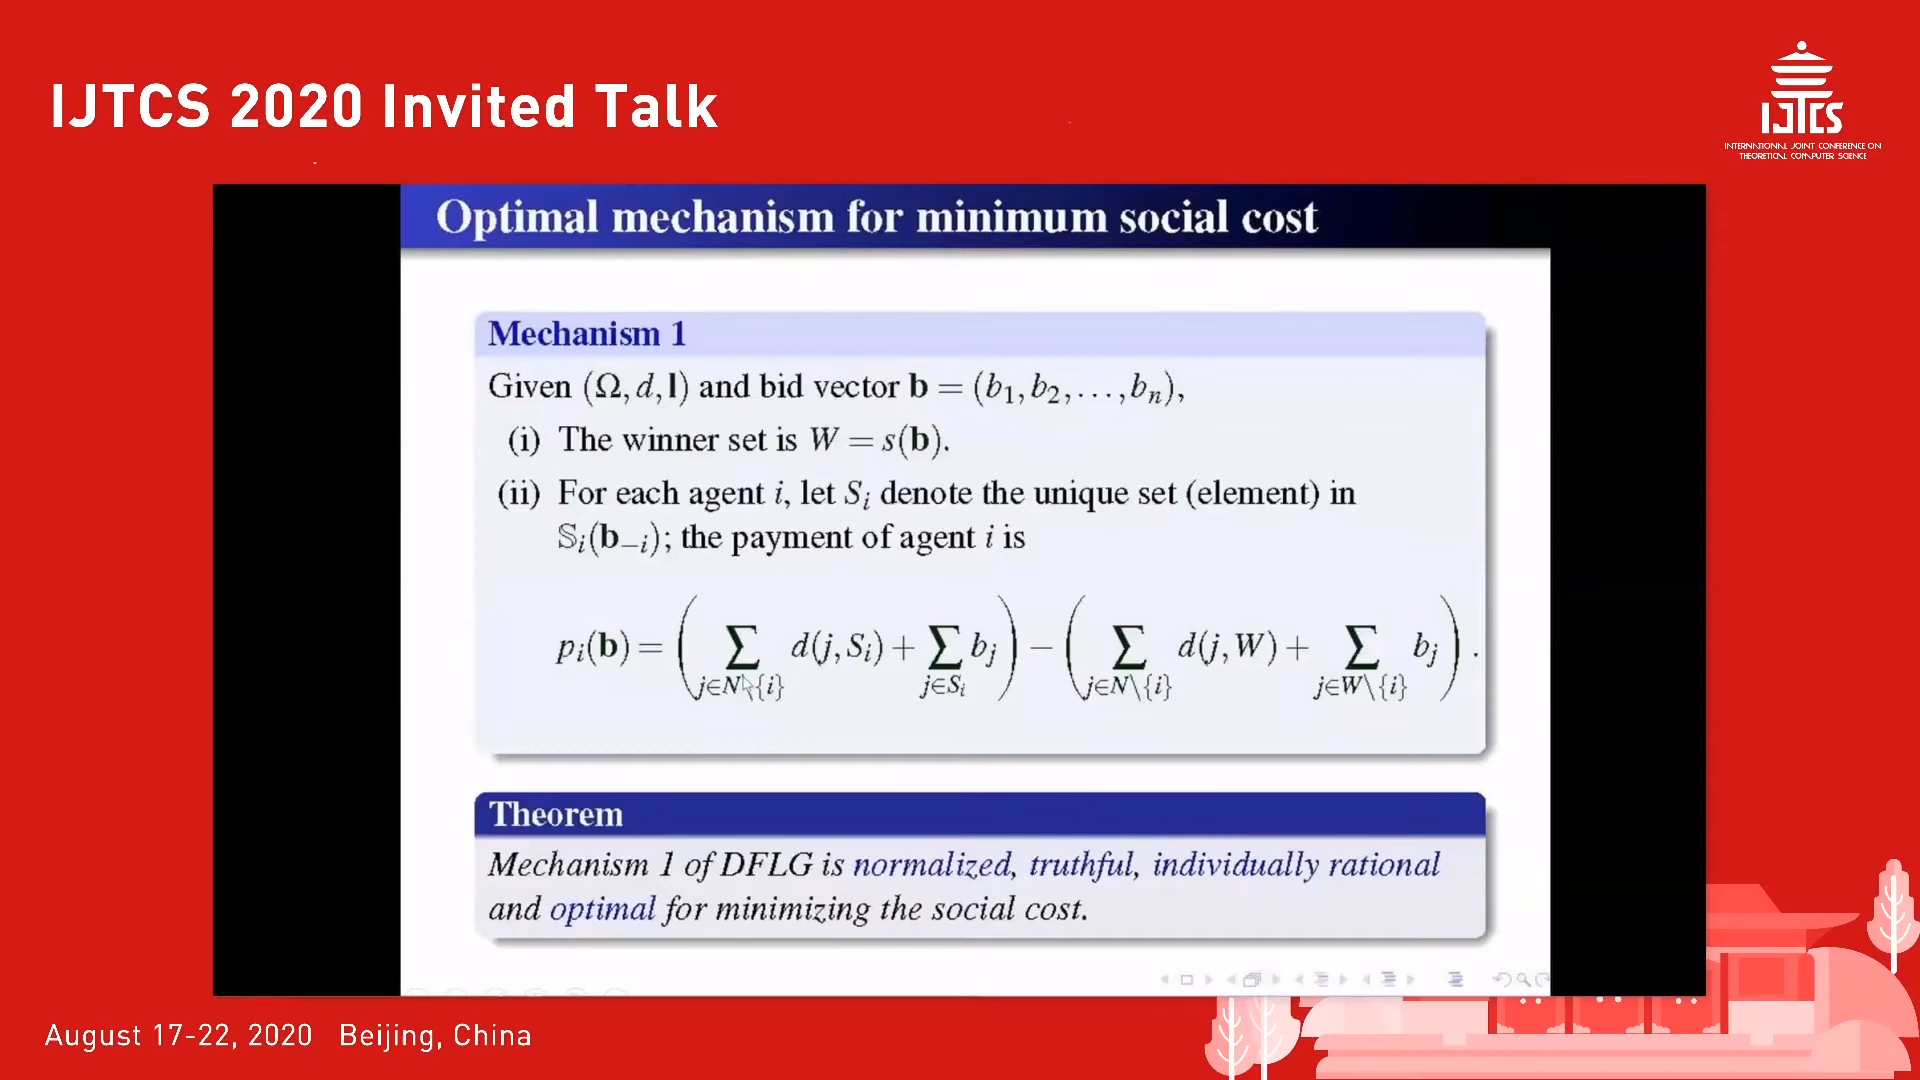 IJTCS 2020 Invited Talk
IJTCS
INTERNATIONAL JOINT CONFERENCE ON
THEORETICAL COMPUTER SCIENCE
Optimal mechanism for minimum social cost
Mechanism 1
Given (Ω, d, l) and bid vector b = (b₁, b₂, . . . , bₙ),
(i) The winner set is W = s(b).
(ii) For each agent i, let Sᵢ denote the unique set (element) in
𝕊ᵢ(b₋ᵢ); the payment of agent i is
pᵢ(b) = ( ∑_{j∈N\{i}} d(j, Sᵢ) + ∑_{j∈Sᵢ} bⱼ ) − ( ∑_{j∈N\{i}} d(j, W) + ∑_{j∈W\{i}} bⱼ ) .
Theorem
Mechanism 1 of DFLG is normalized, truthful, individually rational
and optimal for minimizing the social cost.
August 17-22, 2020 Beijing, China